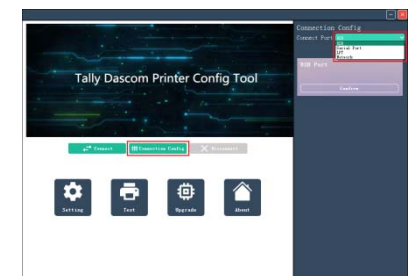 Connection Config
Connect Port USB
USB
Serial Port
LPT
Network
Tally Dascom Printer Config Tool
USB Port
Confirm
Connect
Connection Config
Disconnect
Setting
Test
Upgrade
About